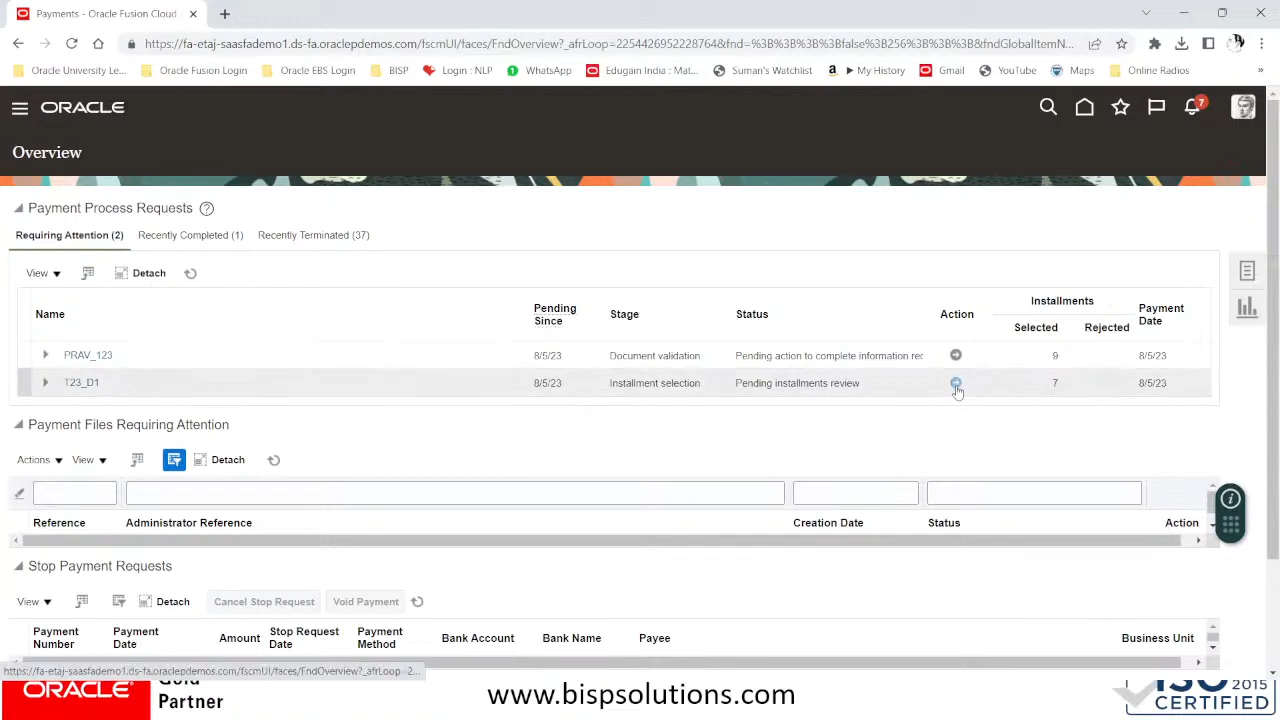 Payments - Oracle Fusion Cloud
https://fa-etaj-saasfademo1.ds-fa.oraclepdemos.com/fscmUI/faces/FndOverview?_afrLoop=2254426952228764&fnd=%3B%3B%3B%3Bfalse%3B256%3B%3B%3B&fndGlobalItemN...
Oracle University Le...
Oracle Fusion Login
Oracle EBS Login
BISP
Login : NLP
WhatsApp
Edugain India : Mat...
Suman's Watchlist
My History
Gmail
YouTube
Maps
Online Radios
»
ORACLE
7
Overview
Payment Process Requests
Requiring Attention (2) Recently Completed (1) Recently Terminated (37)
View Detach
Name Pending Since Stage Status Action Installments Selected Rejected Payment Date
PRAV_123 8/5/23 Document validation Pending action to complete information rec 9 8/5/23
T23_D1 8/5/23 Installment selection Pending installments review 7 8/5/23
Payment Files Requiring Attention
Actions View Detach
Reference Administrator Reference Creation Date Status Action
Stop Payment Requests
View Detach Cancel Stop Request Void Payment
Payment Number Payment Date Amount Stop Request Date Payment Method Bank Account Bank Name Payee Business Unit
https://fa-etaj-saasfademo1.ds-fa.oraclepdemos.com/fscmUI/faces/FndOverview?_afrLoop=2...
ORACLE
Gold
Partner
www.bispsolutions.com
ISO 2015
CERTIFIED